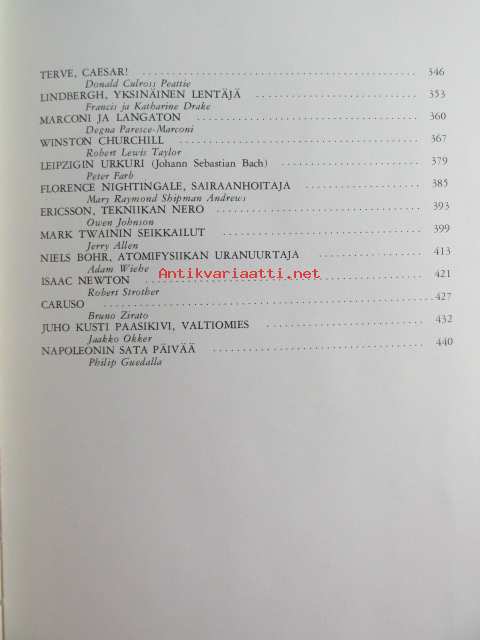 TERVE, CAESAR! 346
Donald Culross Peattie
LINDBERGH, YKSINÄINEN LENTÄJÄ 353
Francis ja Katharine Drake
MARCONI JA LANGATON 360
Degna Paresce-Marconi
WINSTON CHURCHILL 367
Robert Lewis Taylor
LEIPZIGIN URKURI (Johann Sebastian Bach) 379
Peter Farb
FLORENCE NIGHTINGALE, SAIRAANHOITAJA 385
Mary Raymond Shipman Andrews
ERICSSON, TEKNIIKAN NERO 393
Owen Johnson
MARK TWAININ SEIKKAILUT 399
Jerry Allen
NIELS BOHR, ATOMIFYSIIKAN URANUURTAJA 413
Adam Wiehe
Antikvariaatti.net
ISAAC NEWTON 421
Robert Strother
CARUSO 427
Bruno Zirato
JUHO KUSTI PAASIKIVI, VALTIOMIES 432
Jaakko Okker
NAPOLEONIN SATA PÄIVÄÄ 440
Philip Guedalla